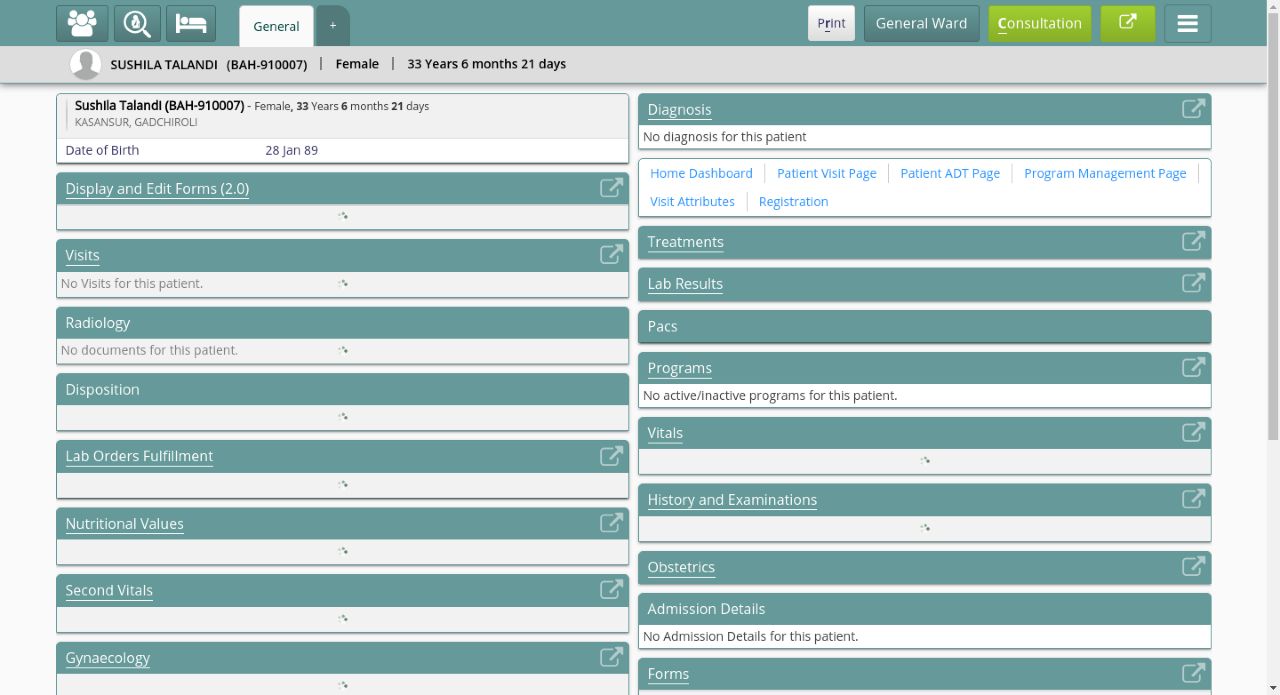 General
+
Print
General Ward
Consultation
SUSHILA TALANDI (BAH-910007) | Female | 33 Years 6 months 21 days
Sushila Talandi (BAH-910007) - Female, 33 Years 6 months 21 days
KASANSUR, GADCHIROLI
Date of Birth 28 Jan 89
Display and Edit Forms (2.0)
Visits
No Visits for this patient.
Radiology
No documents for this patient.
Disposition
Lab Orders Fulfillment
Nutritional Values
Second Vitals
Gynaecology
Diagnosis
No diagnosis for this patient
Home Dashboard Patient Visit Page Patient ADT Page Program Management Page
Visit Attributes Registration
Treatments
Lab Results
Pacs
Programs
No active/inactive programs for this patient.
Vitals
History and Examinations
Obstetrics
Admission Details
No Admission Details for this patient.
Forms